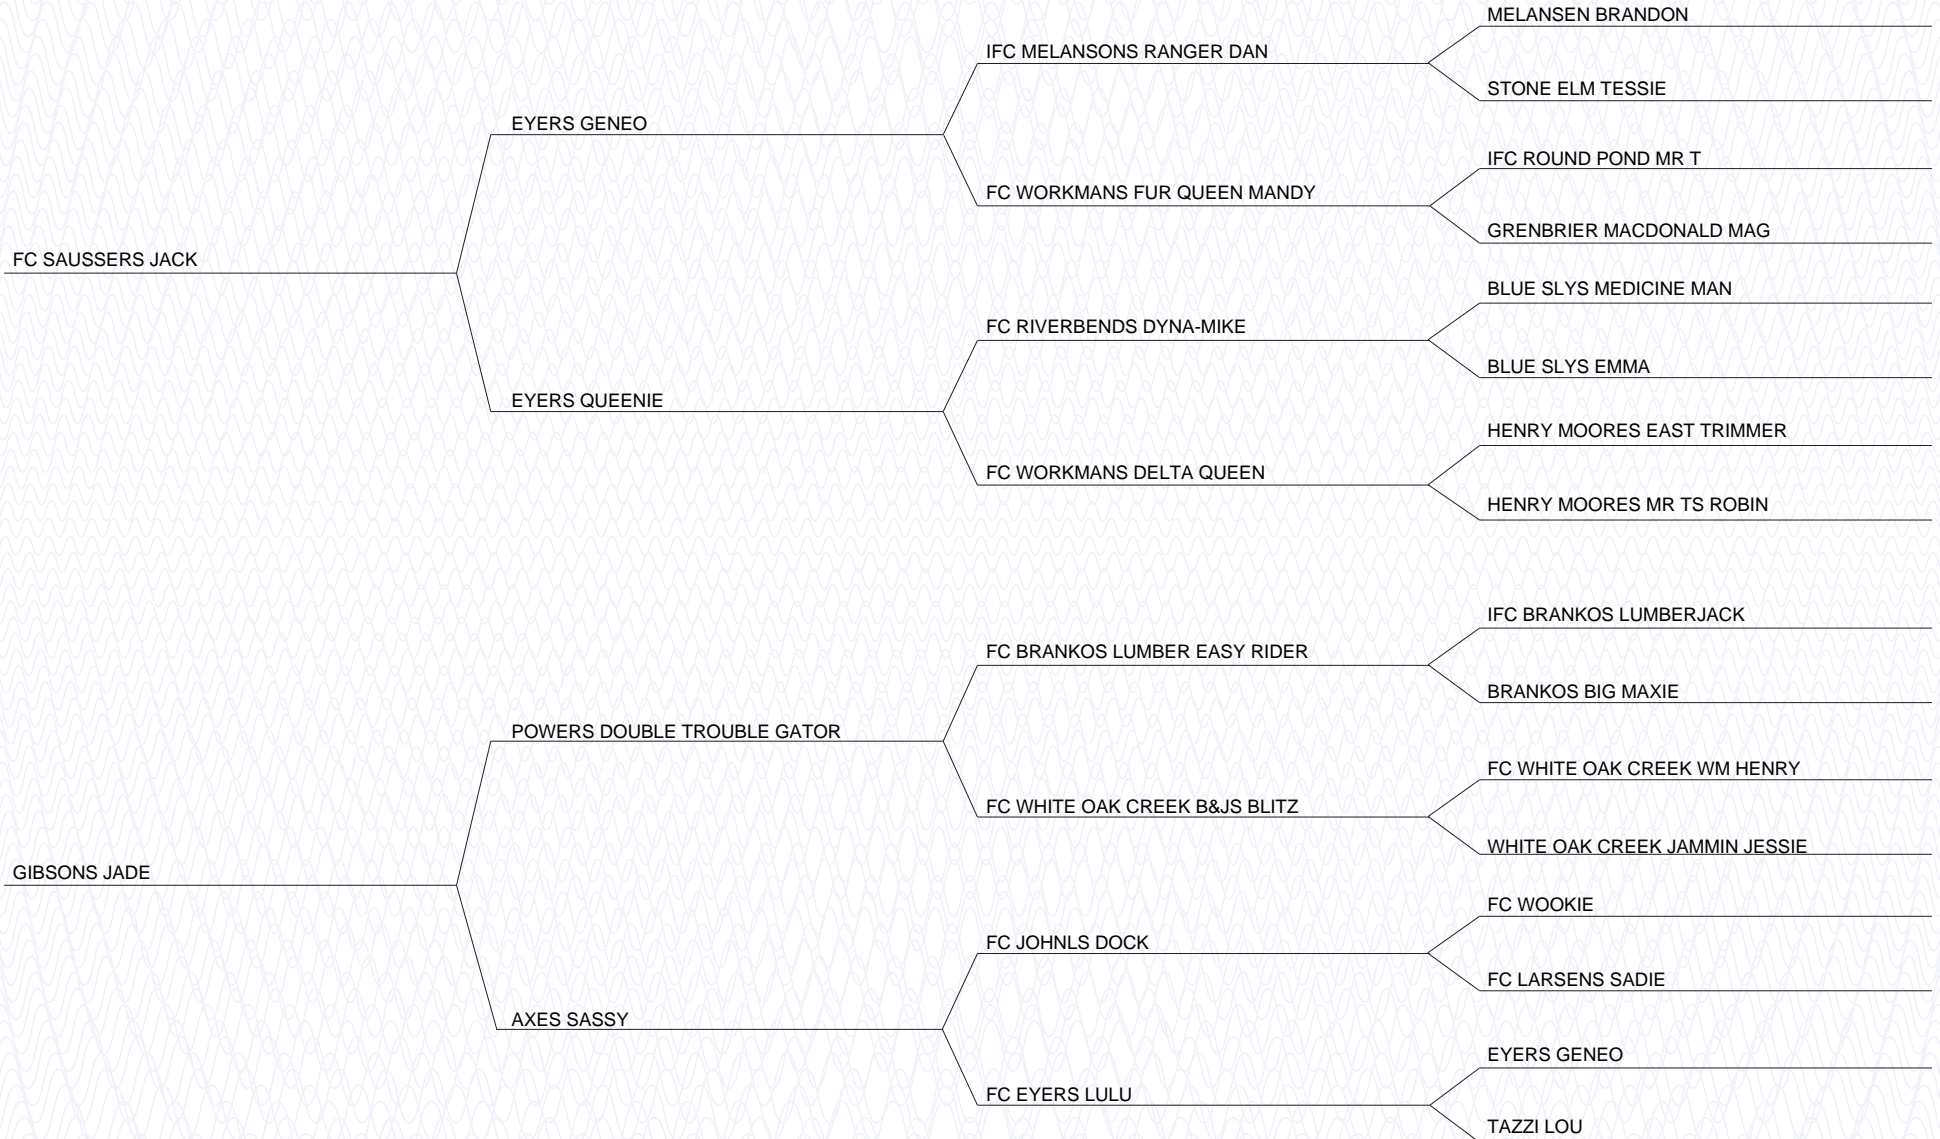 MELANSEN BRANDON
IFC MELANSONS RANGER DAN
STONE ELM TESSIE
EYERS GENEO
IFC ROUND POND MR T
FC WORKMANS FUR QUEEN MANDY
GRENBRIER MACDONALD MAG
FC SAUSSERS JACK
BLUE SLYS MEDICINE MAN
FC RIVERBENDS DYNA-MIKE
BLUE SLYS EMMA
EYERS QUEENIE
HENRY MOORES EAST TRIMMER
FC WORKMANS DELTA QUEEN
HENRY MOORES MR TS ROBIN
IFC BRANKOS LUMBERJACK
FC BRANKOS LUMBER EASY RIDER
BRANKOS BIG MAXIE
POWERS DOUBLE TROUBLE GATOR
FC WHITE OAK CREEK WM HENRY
FC WHITE OAK CREEK B&JS BLITZ
WHITE OAK CREEK JAMMIN JESSIE
GIBSONS JADE
FC WOOKIE
FC JOHNLS DOCK
FC LARSENS SADIE
AXES SASSY
EYERS GENEO
FC EYERS LULU
TAZZI LOU